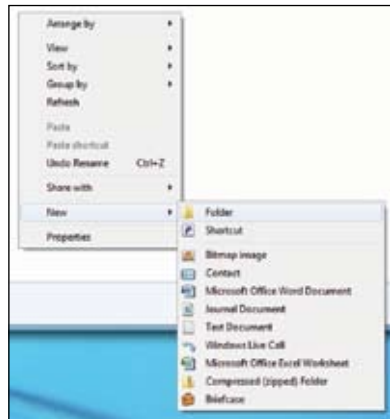 Arrange by
View
Sort by
Group by
Refresh
Paste
Paste shortcut
Undo Rename Ctrl+Z
Share with
New
Properties
Folder
Shortcut
Bitmap image
Contact
Microsoft Office Word Document
Journal Document
Text Document
Windows Live Call
Microsoft Office Excel Worksheet
Compressed (zipped) Folder
Briefcase